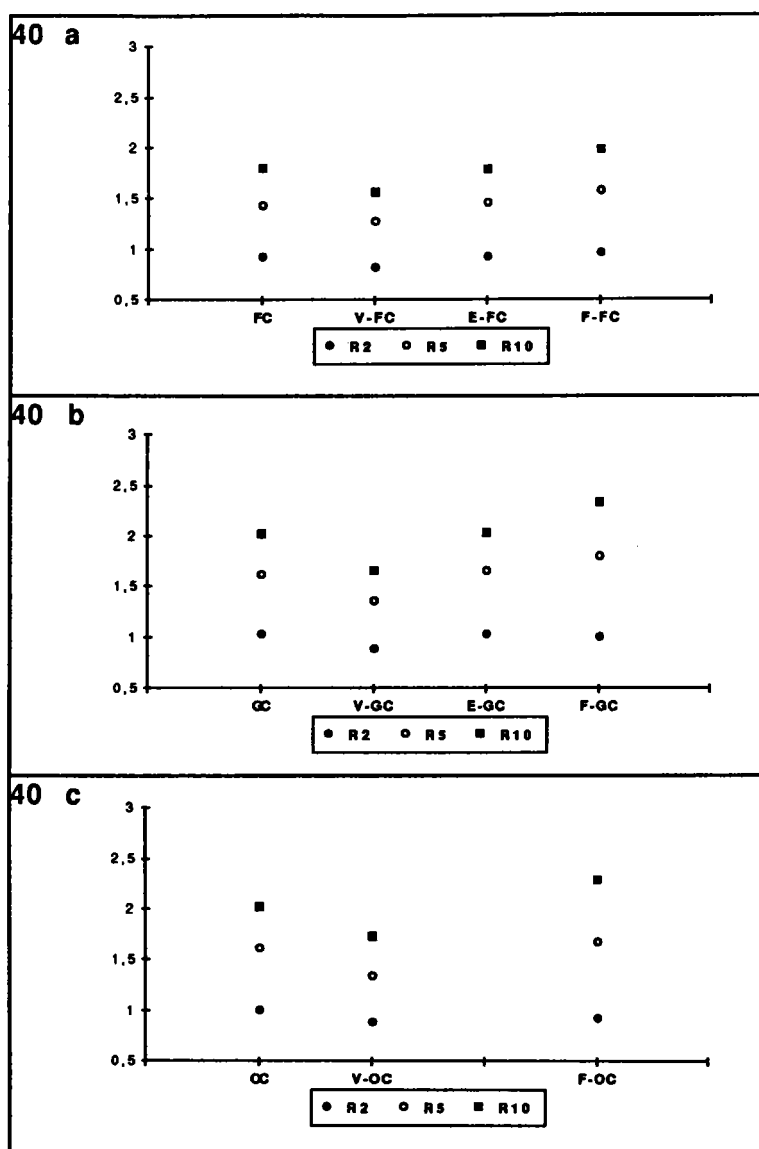 40 a
3
2,5
2
1,5
1
0,5
FC V-FC E-FC F-FC
R2 R5 R10
40 b
3
2,5
2
1,5
1
0,5
GC V-GC E-GC F-GC
R2 R5 R10
40 c
3
2,5
2
1,5
1
0,5
OC V-OC F-OC
R2 R5 R10